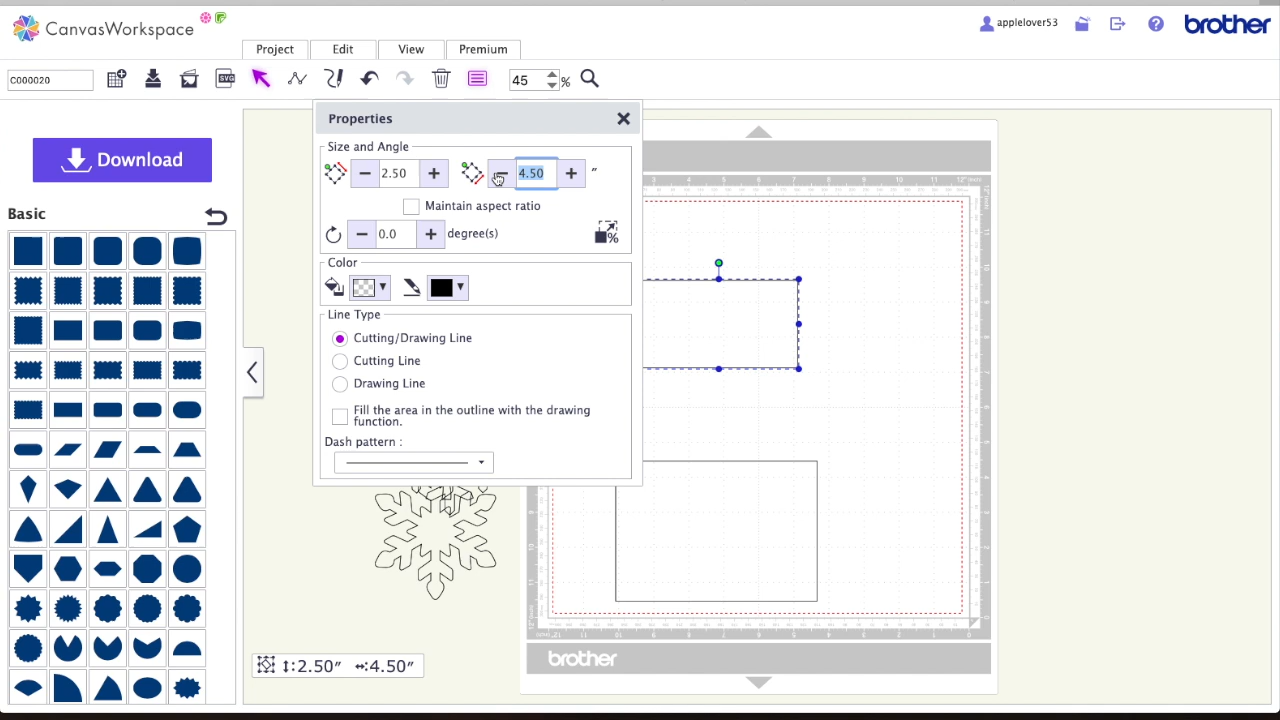 CanvasWorkspace
applelover53
brother
Project
Edit
View
Premium
C000020
SVG
45
%
Properties
Download
Size and Angle
2.50
4.50
″
Maintain aspect ratio
Basic
0.0
degree(s)
%
Color
Line Type
Cutting/Drawing Line
Cutting Line
Drawing Line
Fill the area in the outline with the drawing
function.
Dash pattern :
brother
2.50″
4.50″